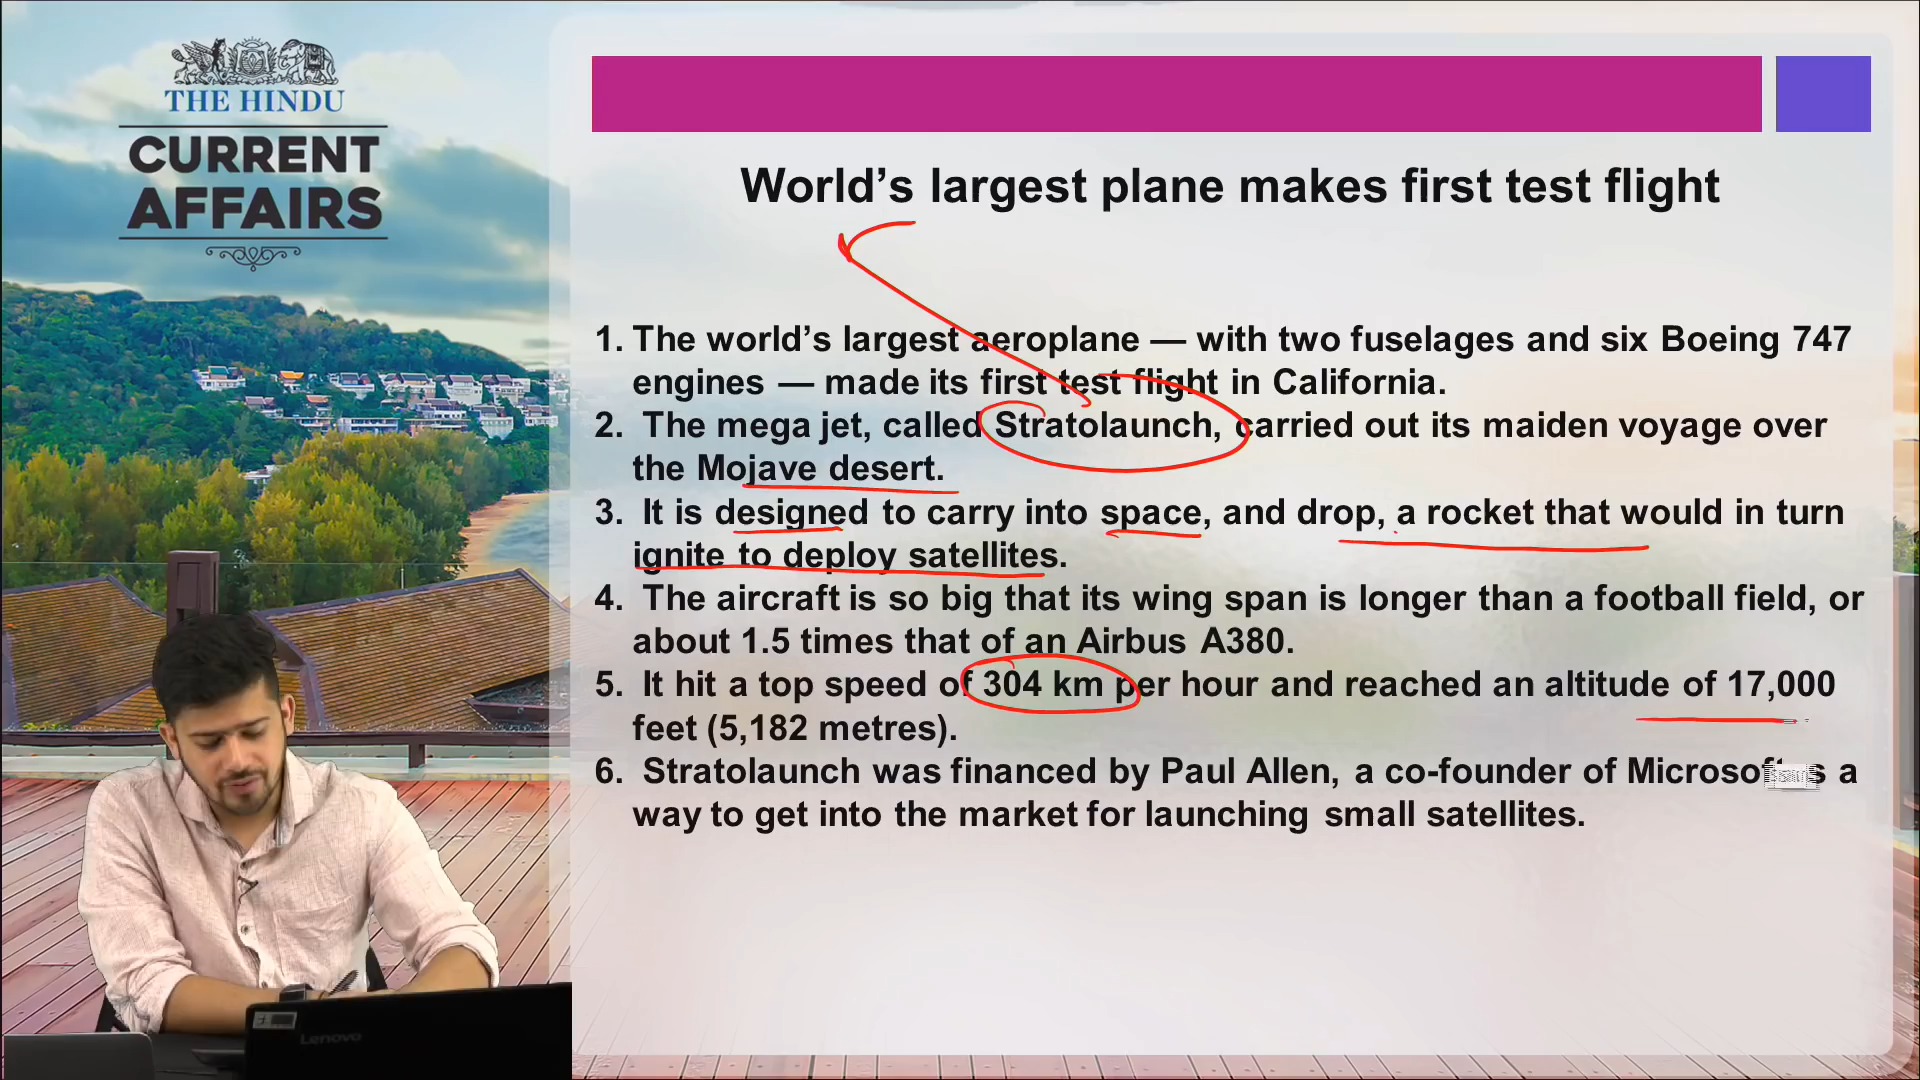 THE HINDU
CURRENT
AFFAIRS
World's largest plane makes first test flight
1. The world's largest aeroplane — with two fuselages and six Boeing 747
engines — made its first test flight in California.
2. The mega jet, called Stratolaunch, carried out its maiden voyage over
the Mojave desert.
3. It is designed to carry into space, and drop, a rocket that would in turn
ignite to deploy satellites.
4. The aircraft is so big that its wing span is longer than a football field, or
about 1.5 times that of an Airbus A380.
5. It hit a top speed of 304 km per hour and reached an altitude of 17,000
feet (5,182 metres).
6. Stratolaunch was financed by Paul Allen, a co-founder of Microsoft a
way to get into the market for launching small satellites.
Lenovo